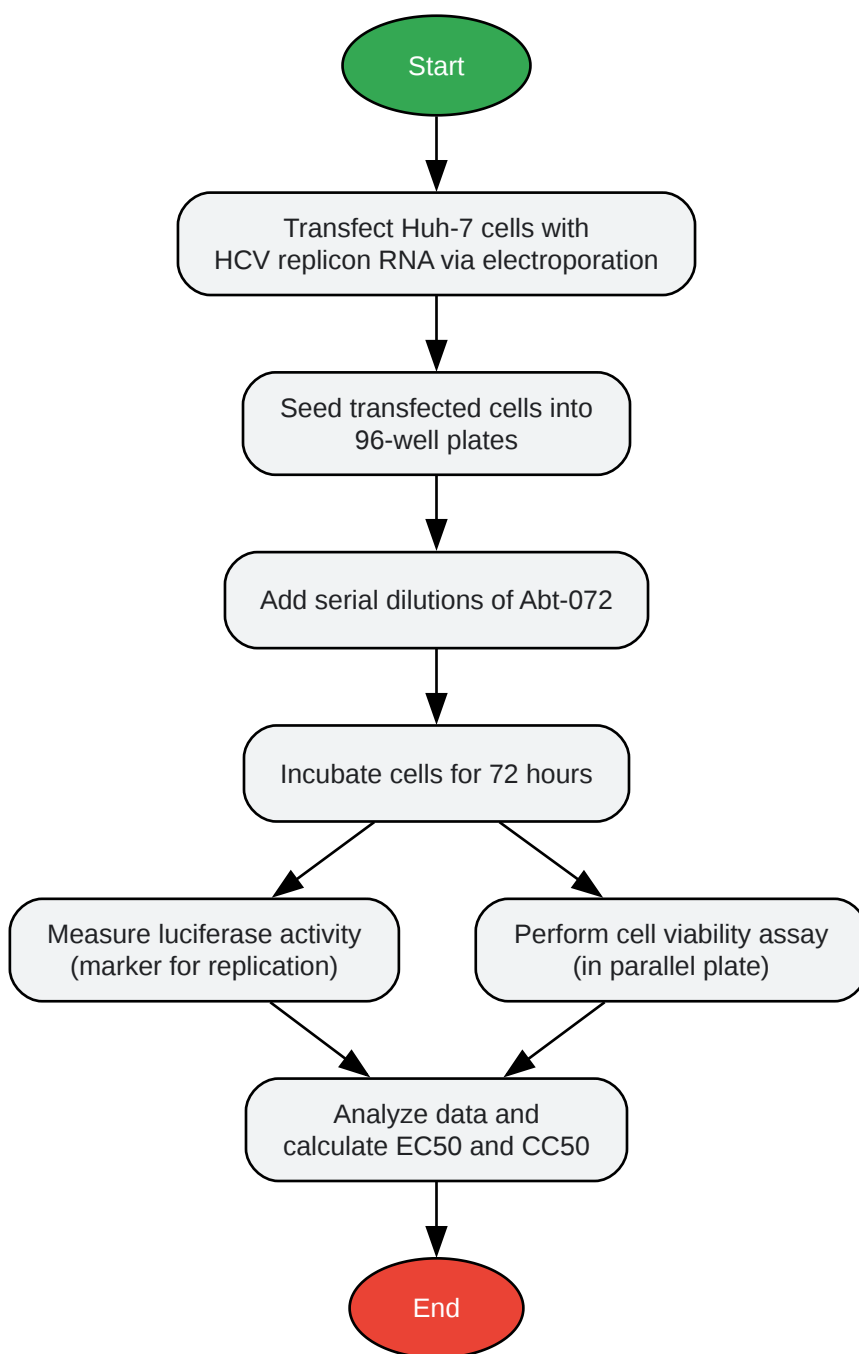 Start
Transfect Huh-7 cells with
HCV replicon RNA via electroporation
Seed transfected cells into
96-well plates
Add serial dilutions of Abt-072
Incubate cells for 72 hours
Measure luciferase activity
(marker for replication)
Perform cell viability assay
(in parallel plate)
Analyze data and
calculate EC50 and CC50
End